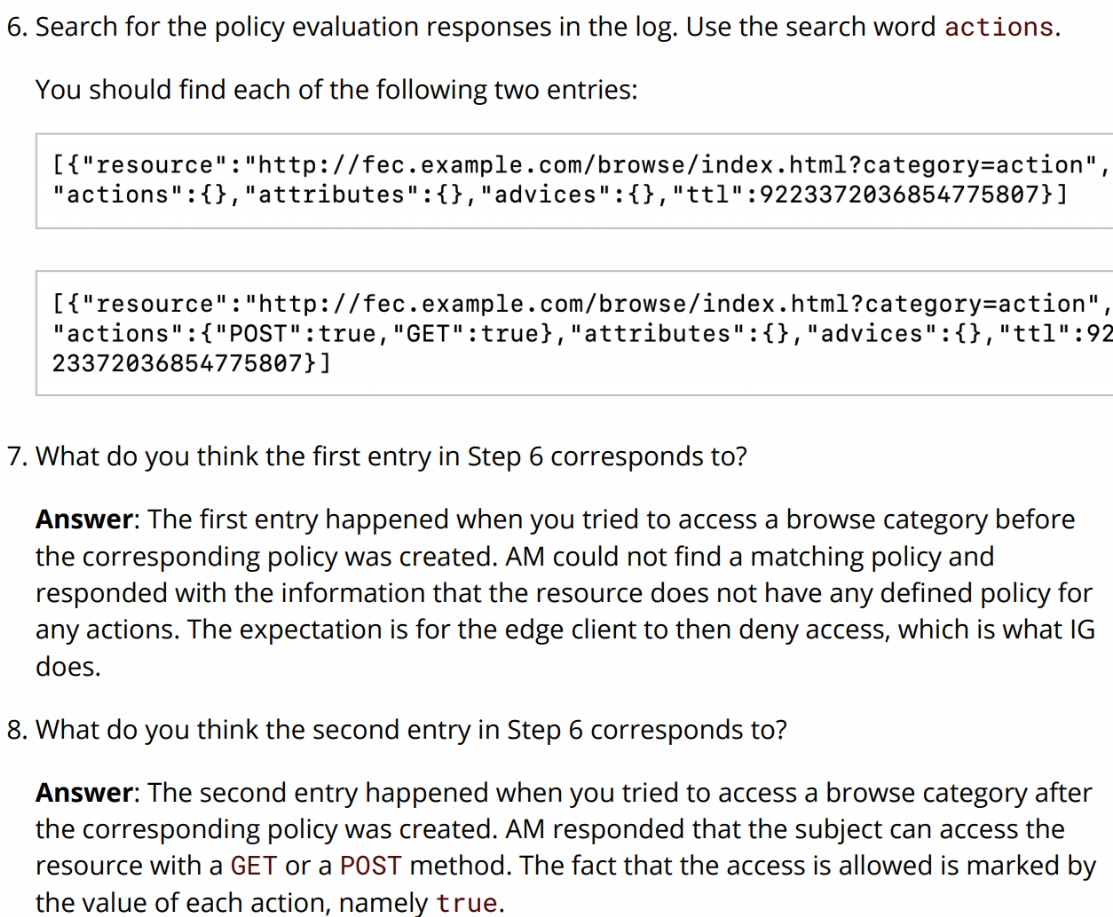 6. Search for the policy evaluation responses in the log. Use the search word actions.
You should find each of the following two entries:
[{"resource":"http://fec.example.com/browse/index.html?category=action",
"actions":{},"attributes":{},"advices":{},"ttl":9223372036854775807}]
[{"resource":"http://fec.example.com/browse/index.html?category=action",
"actions":{"POST":true,"GET":true},"attributes":{},"advices":{},"ttl":92
23372036854775807}]
7. What do you think the first entry in Step 6 corresponds to?
Answer: The first entry happened when you tried to access a browse category before
the corresponding policy was created. AM could not find a matching policy and
responded with the information that the resource does not have any defined policy for
any actions. The expectation is for the edge client to then deny access, which is what IG
does.
8. What do you think the second entry in Step 6 corresponds to?
Answer: The second entry happened when you tried to access a browse category after
the corresponding policy was created. AM responded that the subject can access the
resource with a GET or a POST method. The fact that the access is allowed is marked by
the value of each action, namely true.